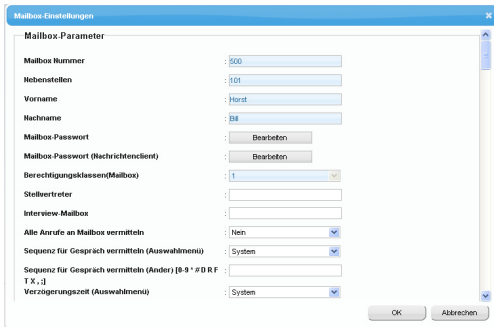 Mailbox-Einstellungen
Mailbox-Parameter
Mailbox Nummer : 500
Nebenstellen : 101
Vorname : Horst
Nachname : Bill
Mailbox-Passwort : Bearbeiten
Mailbox-Passwort (Nachrichtenclient) : Bearbeiten
Berechtigungsklassen(Mailbox) : 1
Stellvertreter :
Interview-Mailbox :
Alle Anrufe an Mailbox vermitteln : Nein
Sequenz für Gespräch vermitteln (Auswahlmenü) : System
Sequenz für Gespräch vermitteln (Ander) [0-9 * # D R F :
T X , ;]
Verzögerungszeit (Auswahlmenü) : System
OK Abbrechen